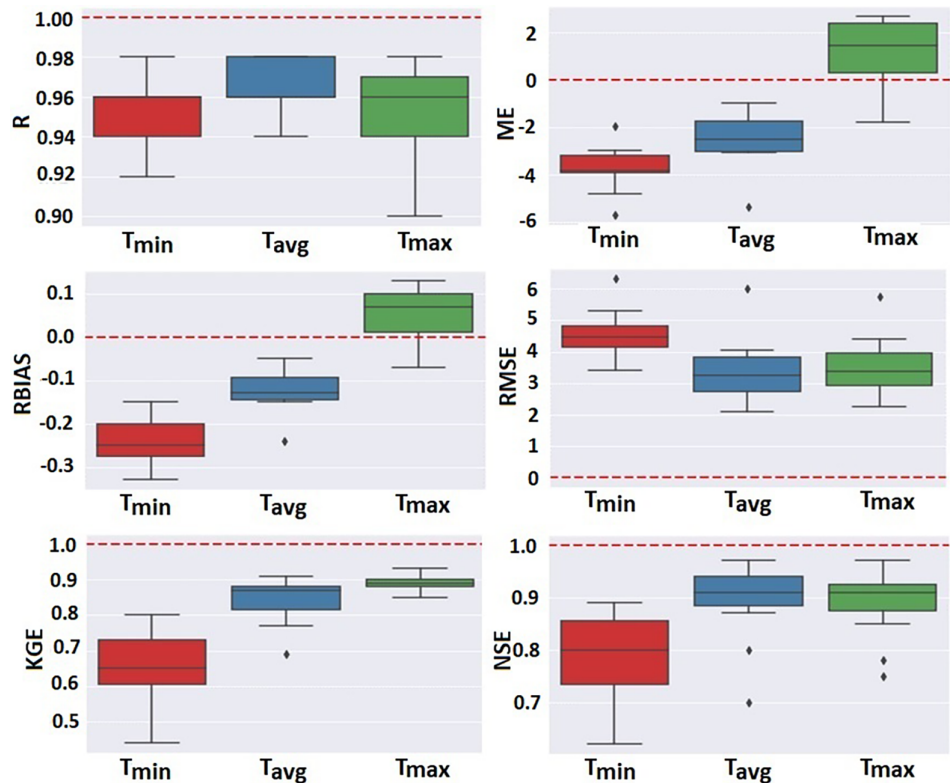 R
1.00
0.98
0.96
0.94
0.92
0.90
Tmin Tavg Tmax
ME
2
0
-2
-4
-6
Tmin Tavg Tmax
RBIAS
0.1
0.0
-0.1
-0.2
-0.3
Tmin Tavg Tmax
RMSE
6
5
4
3
2
1
0
Tmin Tavg Tmax
KGE
1.0
0.9
0.8
0.7
0.6
0.5
Tmin Tavg Tmax
NSE
1.0
0.9
0.8
0.7
Tmin Tavg Tmax